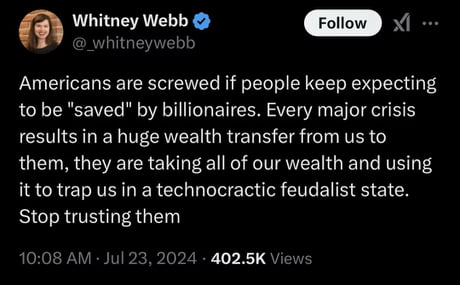 Whitney Webb
Follow
@_whitneywebb
Americans are screwed if people keep expecting
to be "saved" by billionaires. Every major crisis
results in a huge wealth transfer from us to
them, they are taking all of our wealth and using
it to trap us in a technocractic feudalist state.
Stop trusting them
10:08 AM · Jul 23, 2024 · 402.5K Views